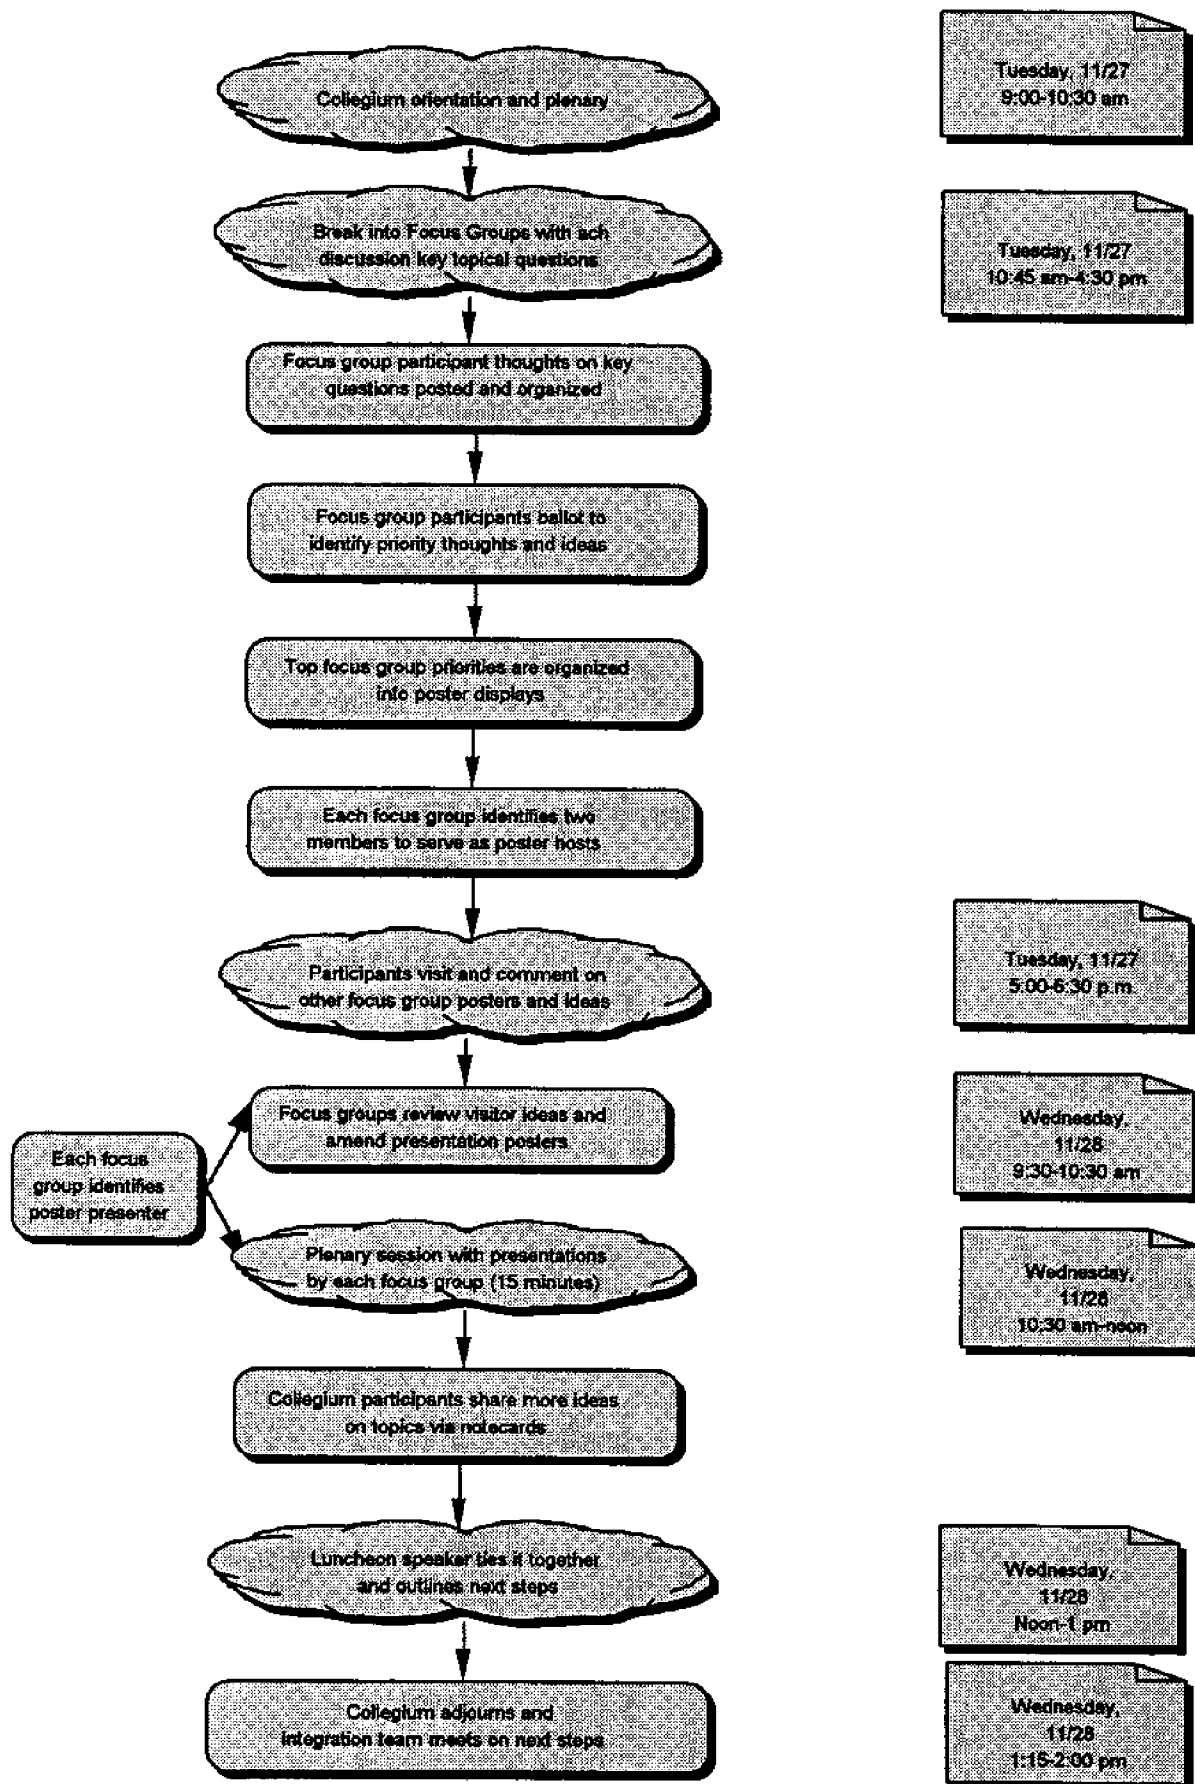 Collegium orientation and plenary
Tuesday, 11/27
9:00-10:30 am
Break into Focus Groups with ach
discussion key topical questions
Tuesday, 11/27
10:45 am-4:30 pm
Focus group participant thoughts on key
questions posted and organized
Focus group participants ballot to
identify priority thoughts and ideas
Top focus group priorities are organized
into poster displays
Each focus group identifies two
members to serve as poster hosts
Participants visit and comment on
other focus group posters and ideas
Tuesday, 11/27
5:00-6:30 p.m
Focus groups review visitor ideas and
amend presentation posters
Wednesday,
11/28
9:30-10:30 am
Each focus
group identifies
poster presenter
Plenary session with presentations
by each focus group (15 minutes)
Wednesday,
11/28
10:30 am-noon
Collegium participants share more ideas
on topics via notecards
Luncheon speaker ties it together
and outlines next steps
Wednesday,
11/28
Noon-1 pm
Collegium adjourns and
integration team meets on next steps
Wednesday,
11/28
1:15-2:00 pm